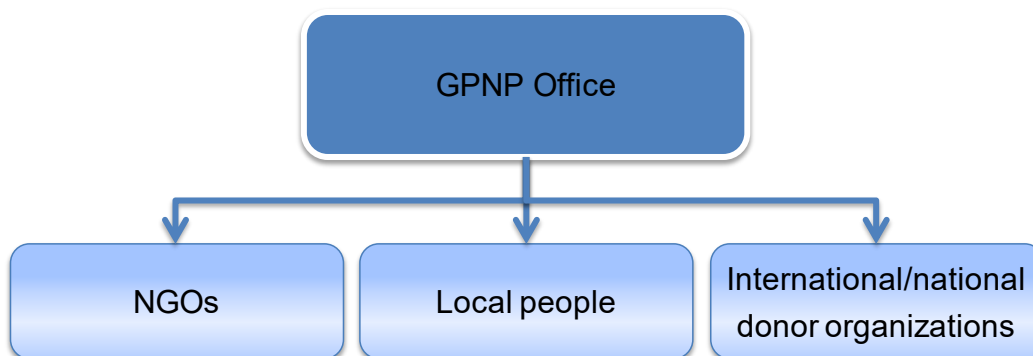 GPNP Office
NGOs
Local people
International/national
donor organizations